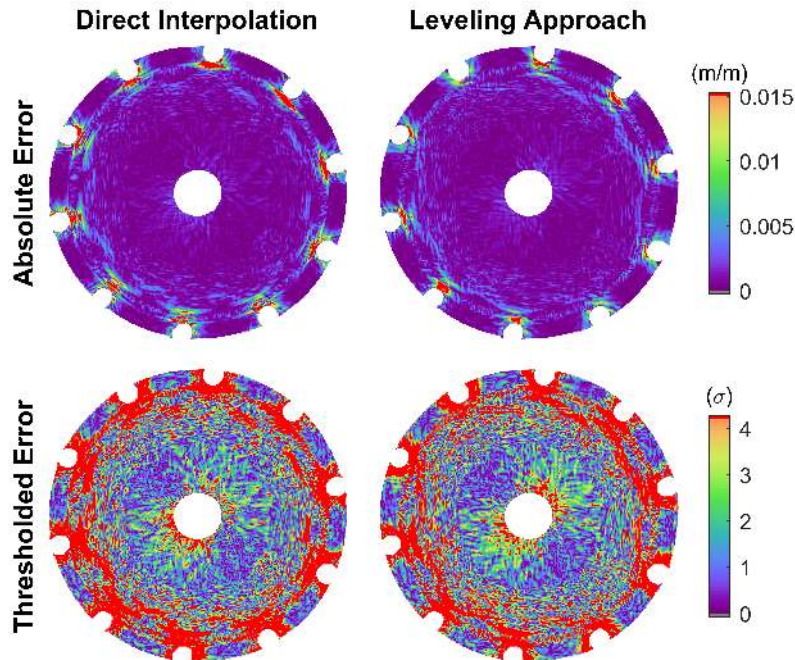 Direct Interpolation
Leveling Approach
Absolute Error
(m/m)
0.015
0.01
0.005
0
Thresholded Error
(σ)
4
3
2
1
0